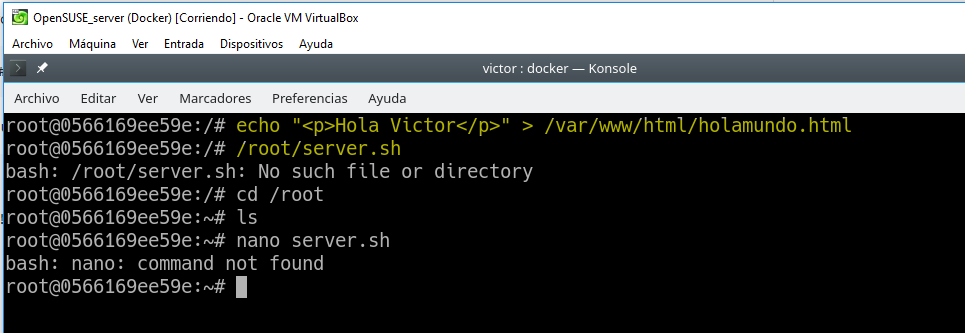 OpenSUSE_server (Docker) [Corriendo] - Oracle VM VirtualBox
Archivo Máquina Ver Entrada Dispositivos Ayuda
victor : docker — Konsole
Archivo Editar Ver Marcadores Preferencias Ayuda
root@0566169ee59e:/# echo "<p>Hola Victor</p>" > /var/www/html/holamundo.html
root@0566169ee59e:/# /root/server.sh
bash: /root/server.sh: No such file or directory
root@0566169ee59e:/# cd /root
root@0566169ee59e:~# ls
root@0566169ee59e:~# nano server.sh
bash: nano: command not found
root@0566169ee59e:~#